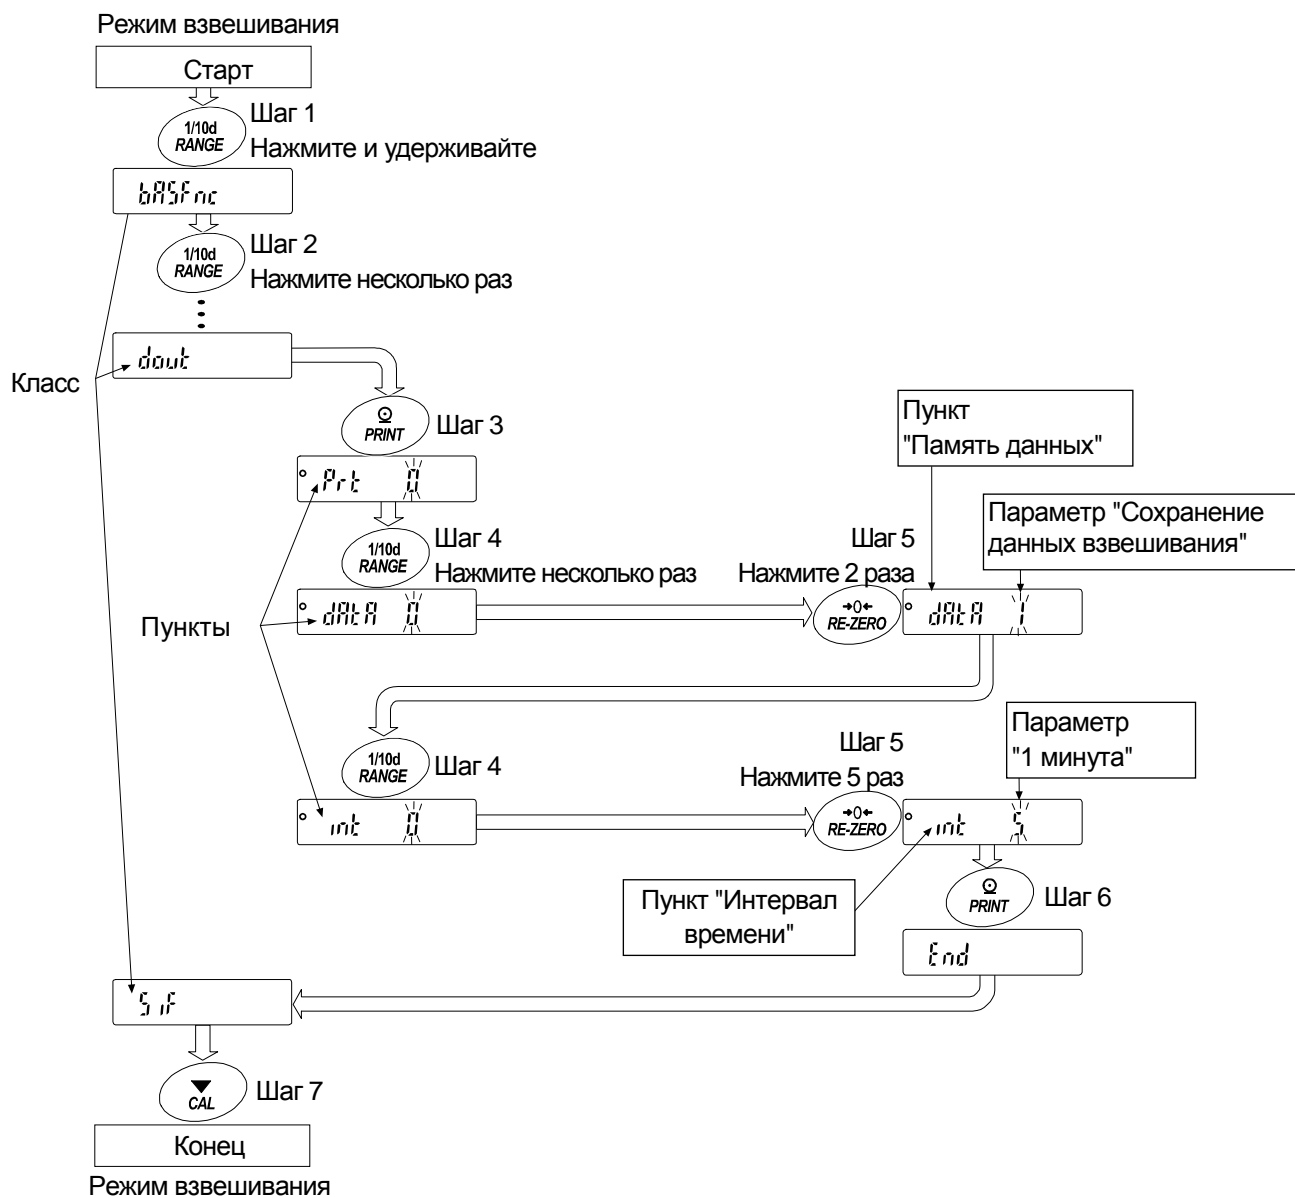 Режим взвешивания
Старт
1/10d
RANGE
Шаг 1
Нажмите и удерживайте
bASFnc
1/10d
RANGE
Шаг 2
Нажмите несколько раз
dout
Класс
PRINT
Шаг 3
Prt 0
1/10d
RANGE
Шаг 4
Нажмите несколько раз
dAtA 0
Пункты
Шаг 5
Нажмите 2 раза
→0←
RE-ZERO
Пункт
"Память данных"
Параметр "Сохранение
данных взвешивания"
dAtA 1
1/10d
RANGE
Шаг 4
int 0
Шаг 5
Нажмите 5 раз
→0←
RE-ZERO
Параметр
"1 минута"
int 5
Пункт "Интервал
времени"
PRINT
Шаг 6
End
SiF
CAL
Шаг 7
Конец
Режим взвешивания